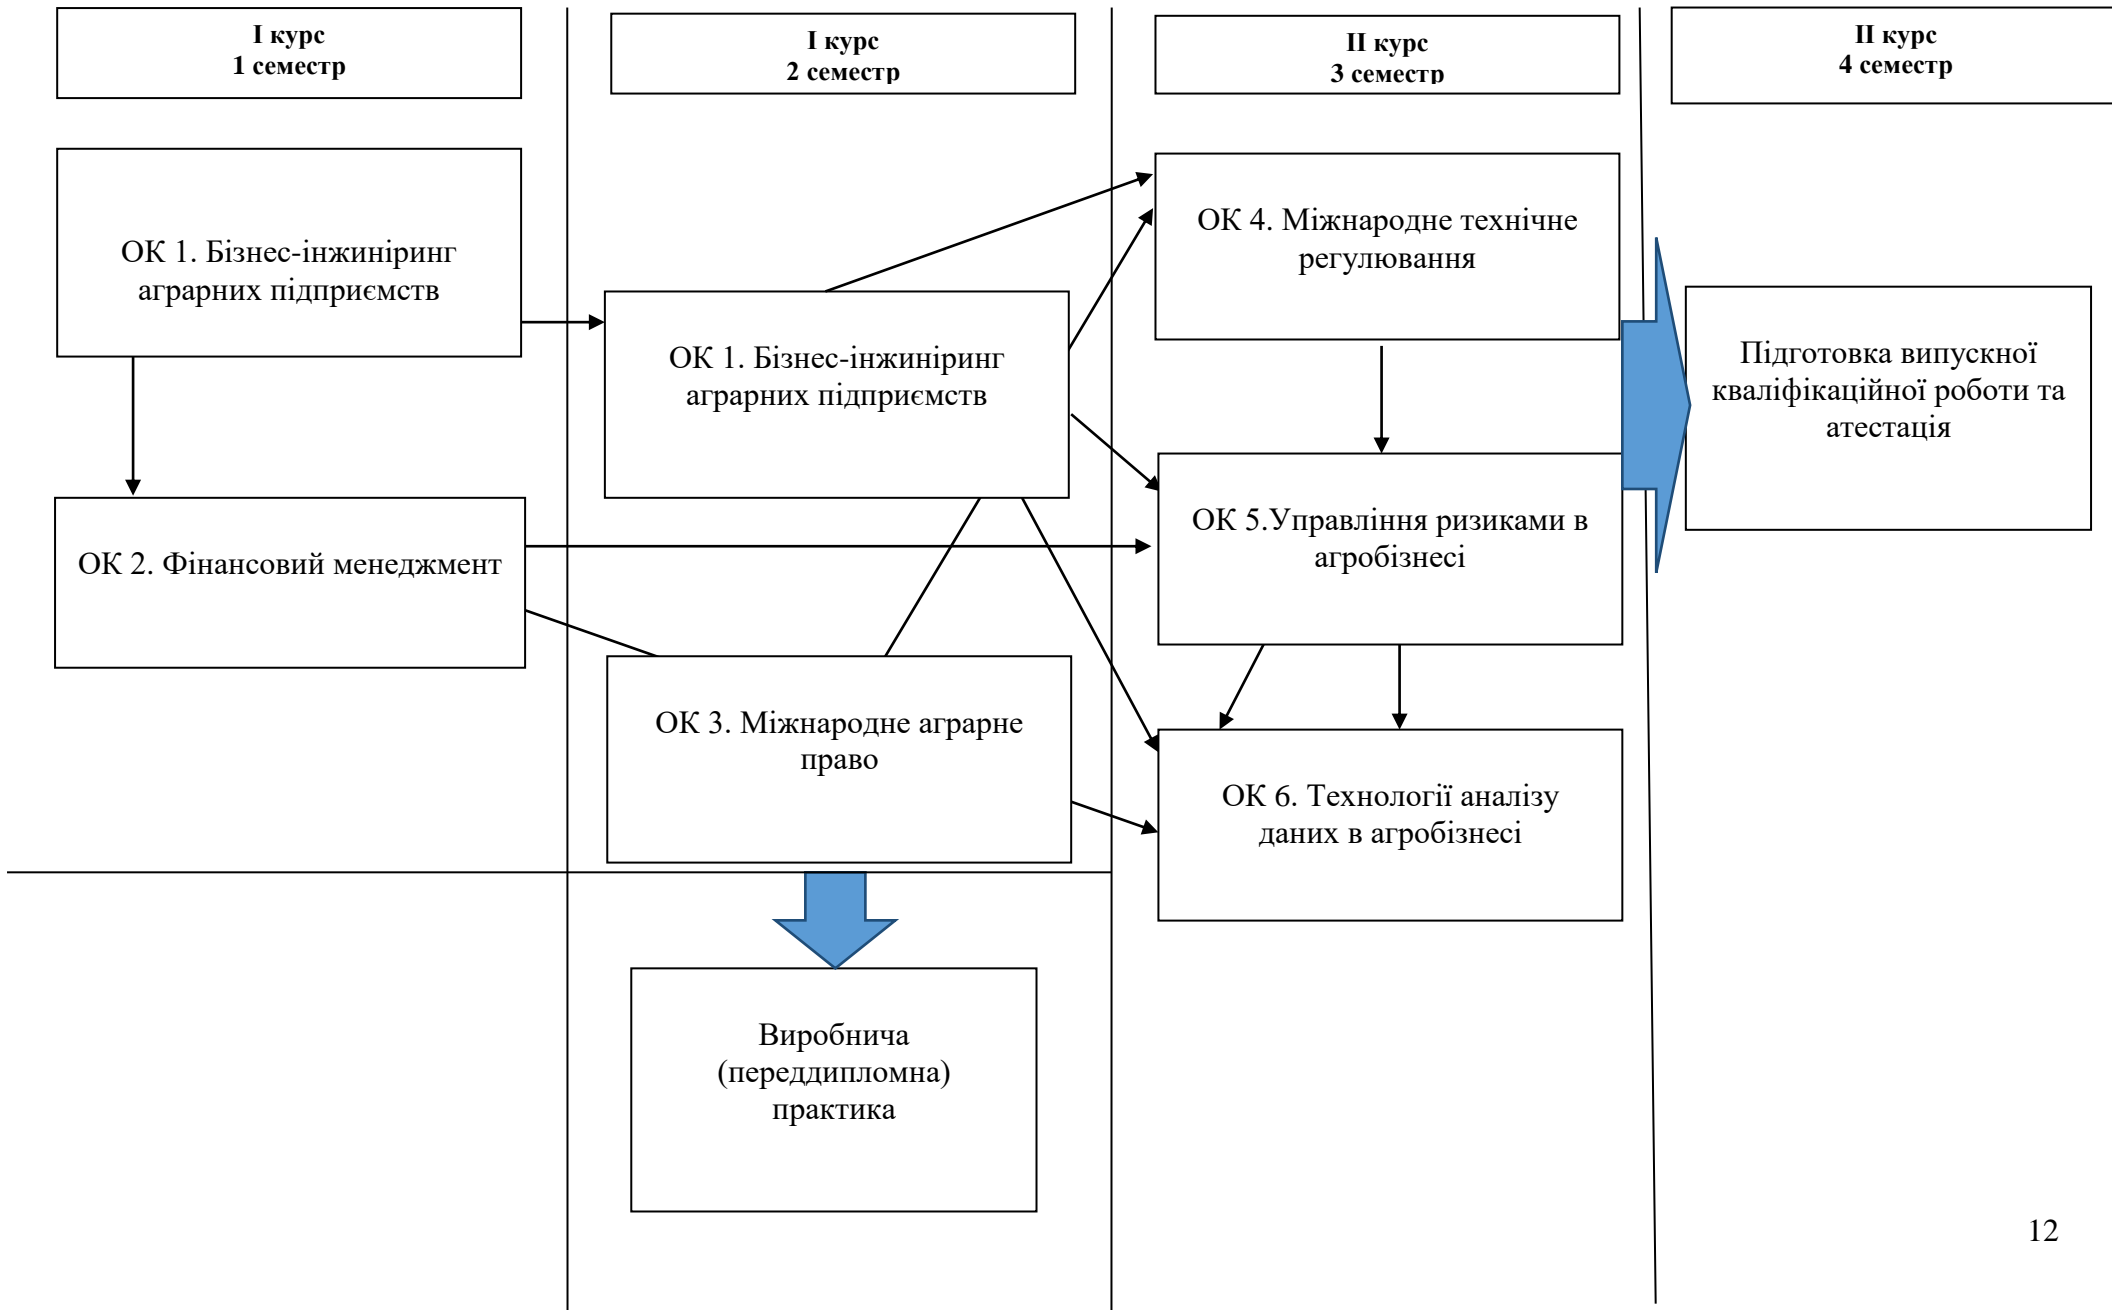 І курс
1 семестр
І курс
2 семестр
ІІ курс
3 семестр
ІІ курс
4 семестр
ОК 1. Бізнес-інжиніринг
аграрних підприємств
ОК 2. Фінансовий менеджмент
ОК 1. Бізнес-інжиніринг
аграрних підприємств
ОК 3. Міжнародне аграрне
право
Виробнича
(переддипломна)
практика
ОК 4. Міжнародне технічне
регулювання
ОК 5.Управління ризиками в
агробізнесі
ОК 6. Технології аналізу
даних в агробізнесі
Підготовка випускної
кваліфікаційної роботи та
атестація
12